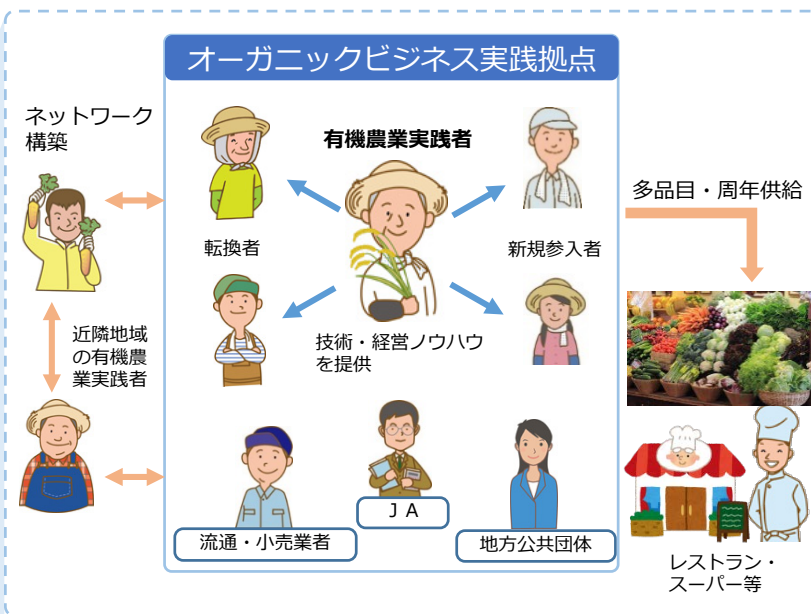 オーガニックビジネス実践拠点
ネットワーク
構築
有機農業実践者
転換者
新規参入者
技術・経営ノウハウ
を提供
近隣地域
の有機農
業実践者
流通・小売業者
ＪＡ
地方公共団体
多品目・周年供給
レストラン・
スーパー等